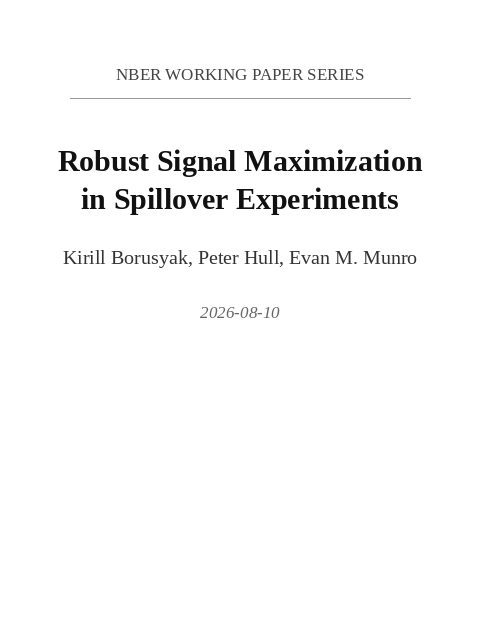 NBER WORKING PAPER SERIES
Robust Signal Maximization
in Spillover Experiments
Kirill Borusyak, Peter Hull, Evan M. Munro
2026-08-10